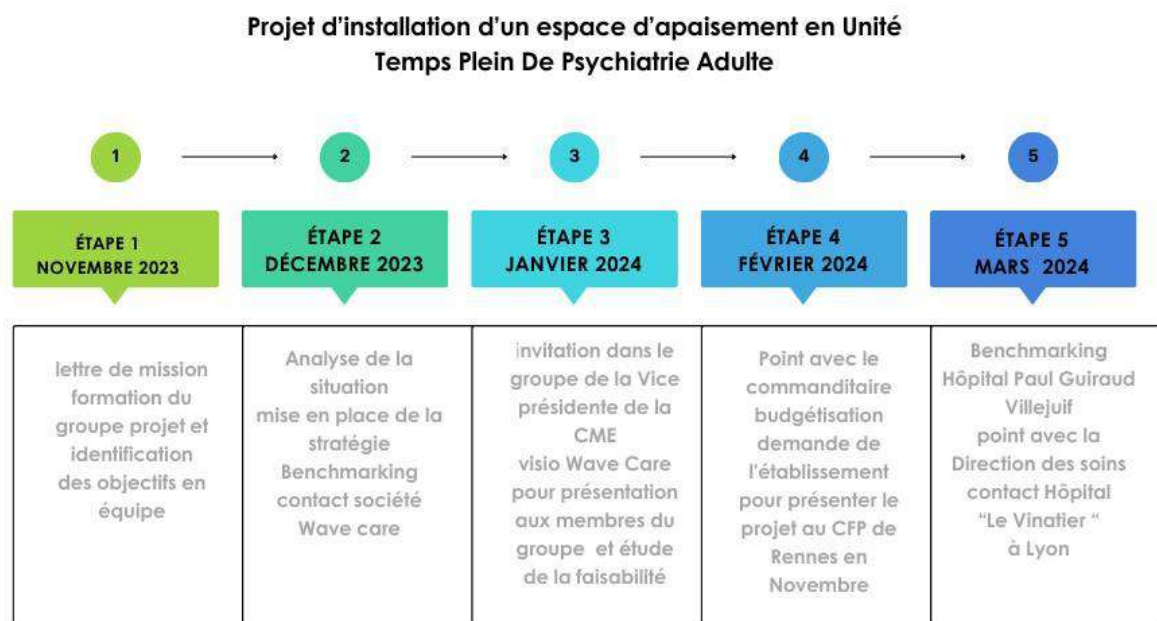 Projet d'installation d'un espace d'apaisement en Unité
Temps Plein De Psychiatrie Adulte
1
2
3
4
5
ÉTAPE 1
NOVEMBRE 2023
ÉTAPE 2
DÉCEMBRE 2023
ÉTAPE 3
JANVIER 2024
ÉTAPE 4
FÉVRIER 2024
ÉTAPE 5
MARS 2024
lettre de mission
formation du
groupe projet et
identification
des objectifs en
équipe
Analyse de la
situation
mise en place de la
stratégie
Benchmarking
contact société
Wave care
invitation dans le
groupe de la Vice
présidente de la
CME
visio Wave Care
pour présentation
aux membres du
groupe et étude
de la faisabilité
Point avec le
commanditaire
budgétisation
demande de
l'établissement
pour présenter le
projet au CFP de
Rennes en
Novembre
Benchmarking
Hôpital Paul Guiraud
Villejuif
point avec la
Direction des soins
contact Hôpital
"Le Vinatier "
à Lyon